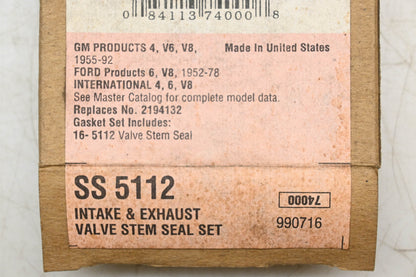 0 84113 74000 8
GM PRODUCTS 4, V6, V8, Made In United States
1955-92
FORD Products 6, V8, 1952-78
INTERNATIONAL 4, 6, V8
See Master Catalog for complete model data.
Replaces No. 2194132
Gasket Set Includes:
16- 5112 Valve Stem Seal
SS 5112
74000
INTAKE & EXHAUST
990716
VALVE STEM SEAL SET